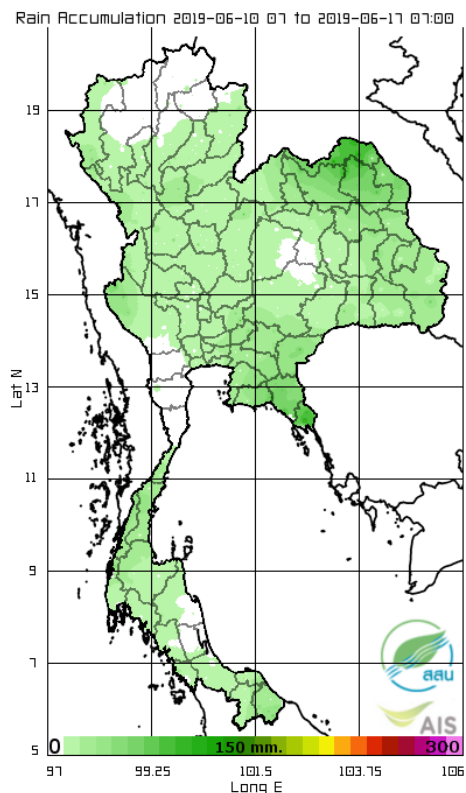 Rain Accumulation 2019-06-10 07 to 2019-06-17 07:00
19
17
15
13
11
9
7
5
Lat N
สสน
AIS
0 150 mm. 300
97 99.25 101.5 103.75 106
Long E